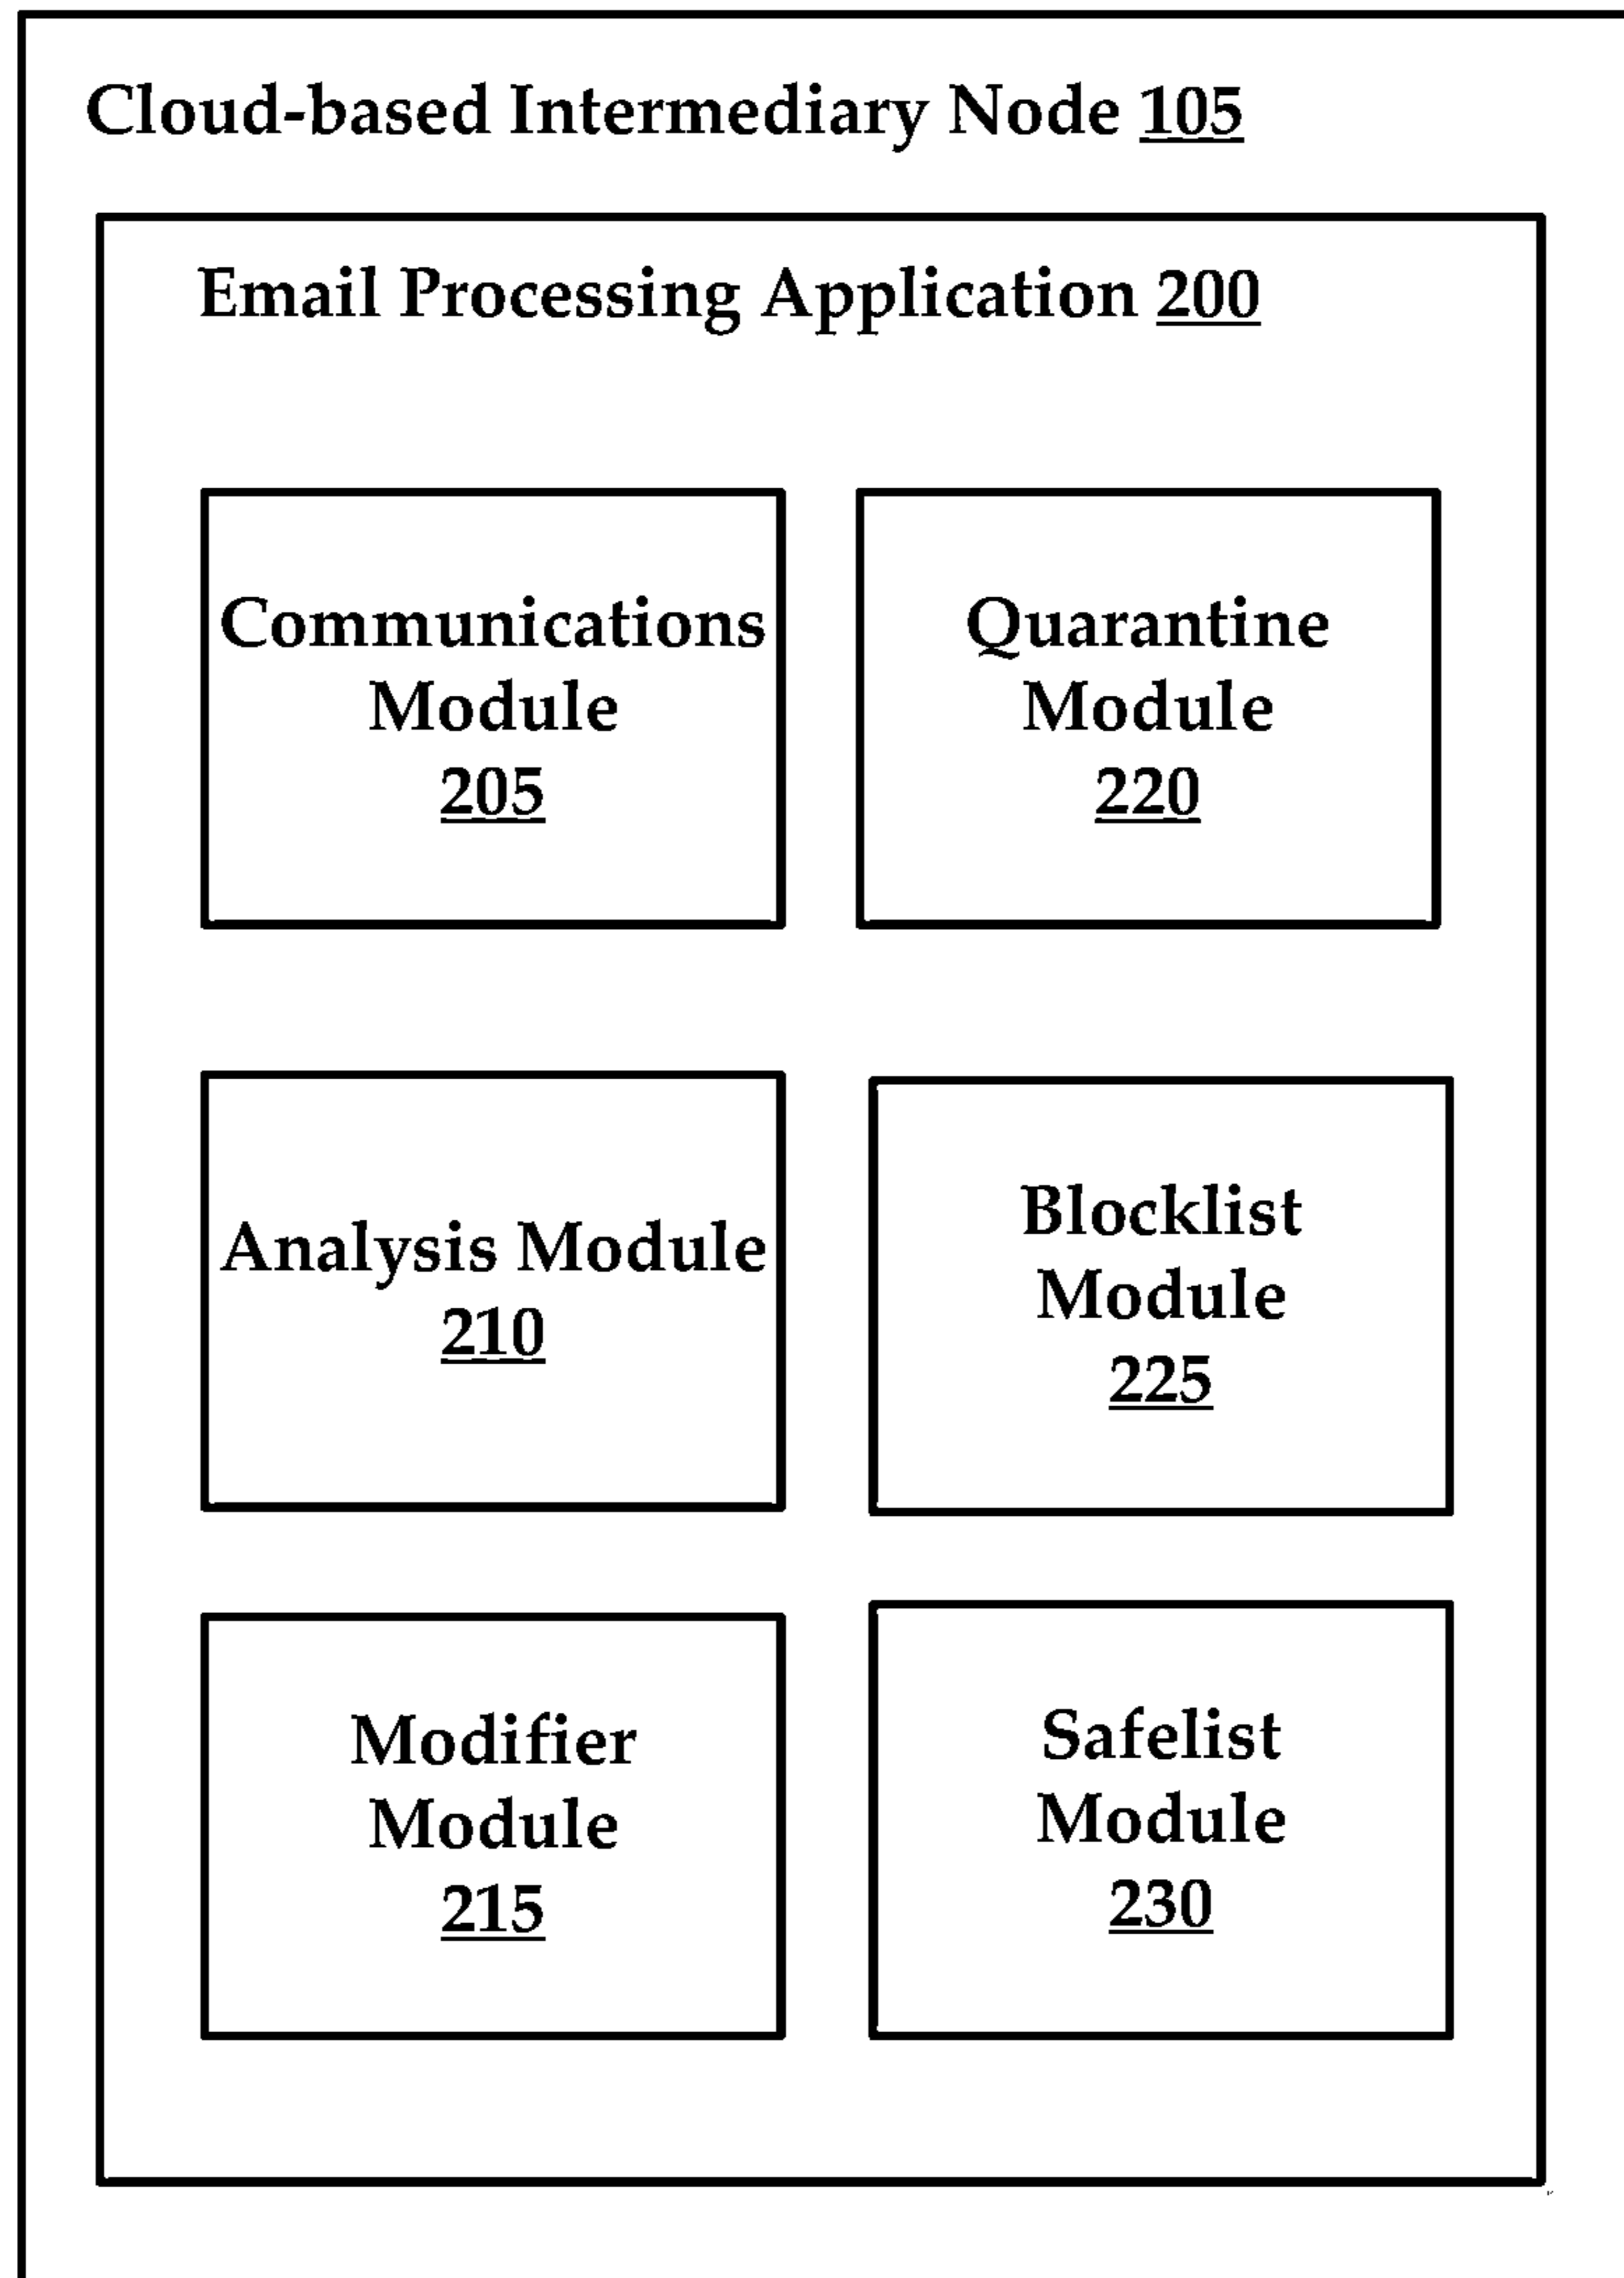 Cloud-based Intermediary Node 105
Email Processing Application 200
Communications
Module
205
Quarantine
Module
220
Analysis Module
210
Blocklist
Module
225
Modifier
Module
215
Safelist
Module
230